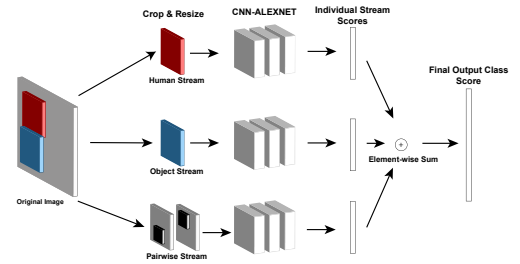 Crop & Resize
CNN-ALEXNET
Individual Stream
Scores
Human Stream
Final Output Class
Score
Object Stream
Element-wise Sum
Original Image
Pairwise Stream